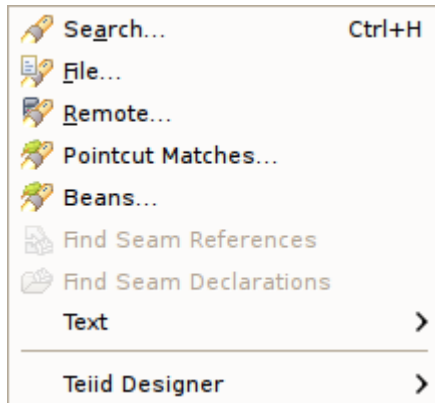 Search... Ctrl+H
File...
Remote...
Pointcut Matches...
Beans...
Find Seam References
Find Seam Declarations
Text
Teiid Designer